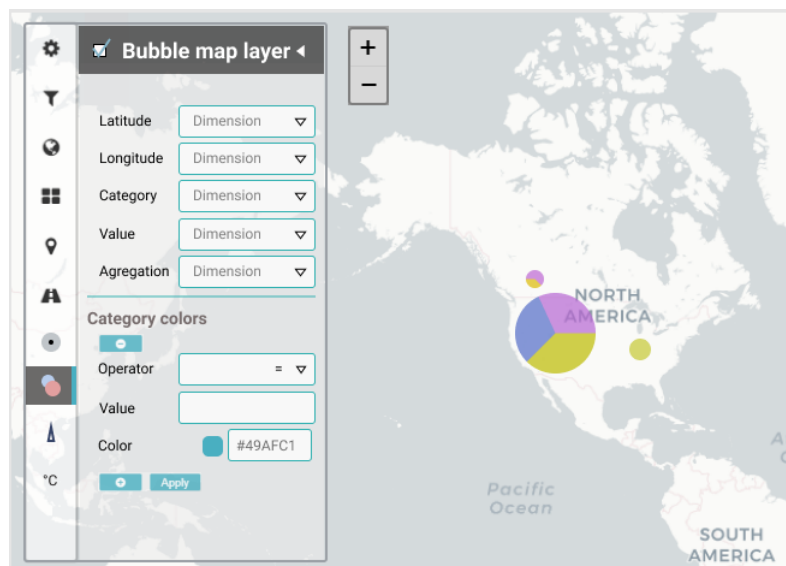 Bubble map layer
+
−
Latitude Dimension
Longitude Dimension
Category Dimension
Value Dimension
Agregation Dimension
Category colors
Operator =
Value
Color #49AFC1
Apply
°C
NORTH
AMERICA
Pacific
Ocean
SOUTH
AMERICA